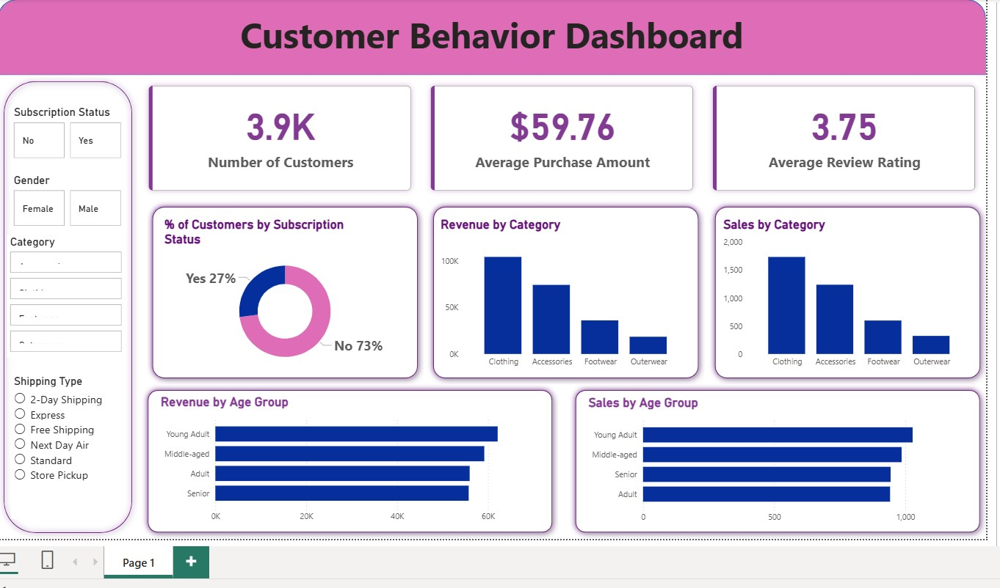 Customer Behavior Dashboard
Subscription Status
No
Yes
Gender
Female
Male
Category
Shipping Type
2-Day Shipping
Express
Free Shipping
Next Day Air
Standard
Store Pickup
3.9K
Number of Customers
$59.76
Average Purchase Amount
3.75
Average Review Rating
% of Customers by Subscription
Status
Yes 27%
No 73%
Revenue by Category
100K
50K
0K
Clothing
Accessories
Footwear
Outerwear
Sales by Category
2,000
1,500
1,000
500
0
Clothing
Accessories
Footwear
Outerwear
Revenue by Age Group
Young Adult
Middle-aged
Adult
Senior
0K
20K
40K
60K
Sales by Age Group
Young Adult
Middle-aged
Senior
Adult
0
500
1,000
Page 1